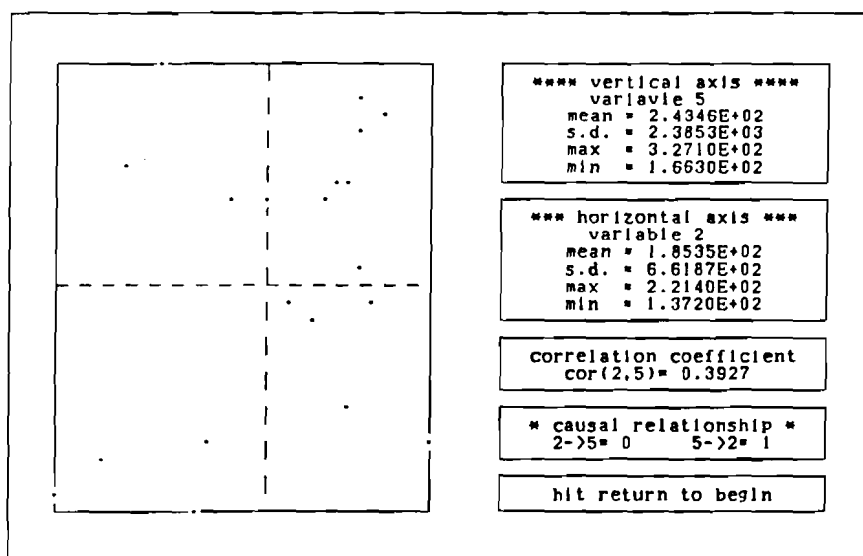 **** vertical axis ****
variavle 5
mean = 2.4346E+02
s.d. = 2.3853E+03
max = 3.2710E+02
min = 1.6630E+02
*** horizontal axis ***
variable 2
mean = 1.8535E+02
s.d. = 6.6187E+02
max = 2.2140E+02
min = 1.3720E+02
correlation coefficient
cor(2,5)= 0.3927
* causal relationship *
2->5= 0 5->2= 1
hit return to begin